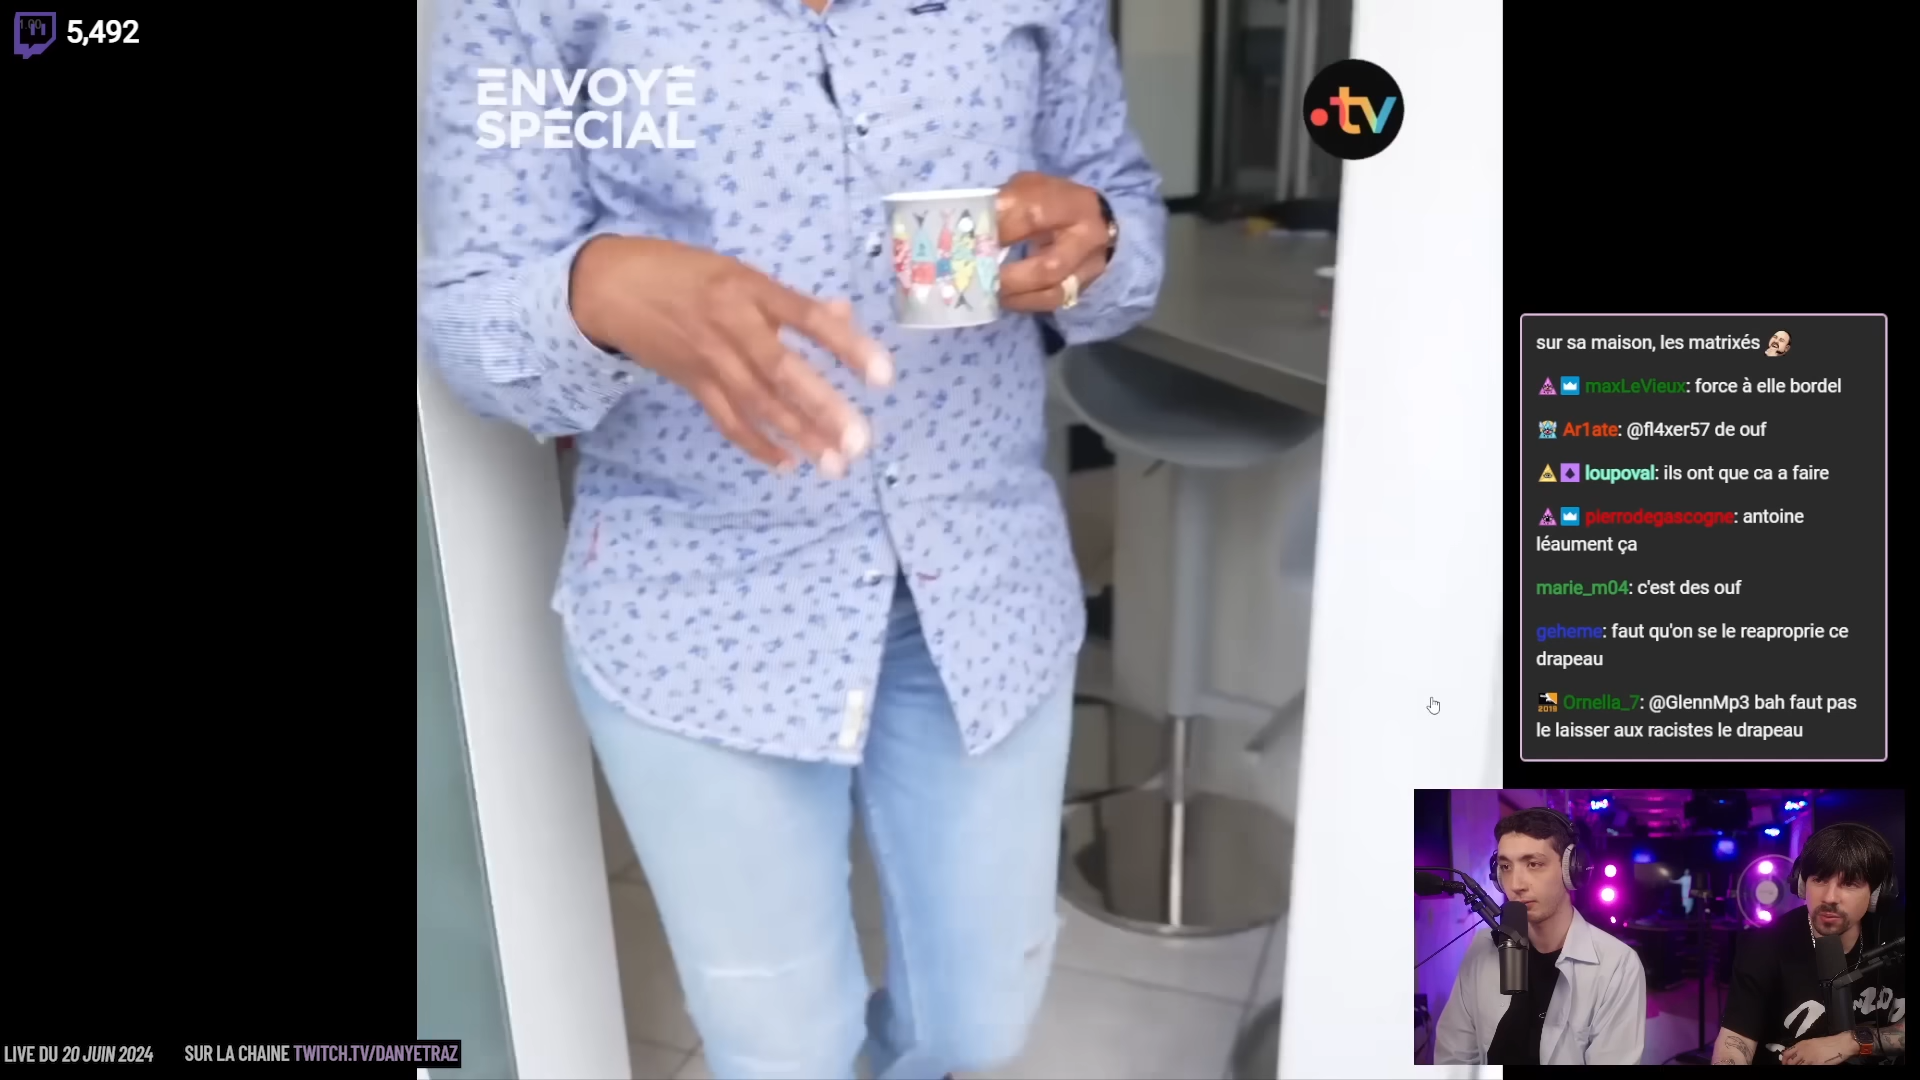 5,492
ENVOYÉ
SPÉCIAL
.tv
sur sa maison, les matrixés
maxLeVieux: force à elle bordel
Ar1ate: @fl4xer57 de ouf
loupoval: ils ont que ca a faire
pierrodegascogne: antoine
léaument ça
marie_m04: c'est des ouf
geheme: faut qu'on se le reaproprie ce
drapeau
Ornella_7: @GlennMp3 bah faut pas
le laisser aux racistes le drapeau
LIVE DU 20 JUIN 2024 SUR LA CHAINE TWITCH.TV/DANYETRAZ